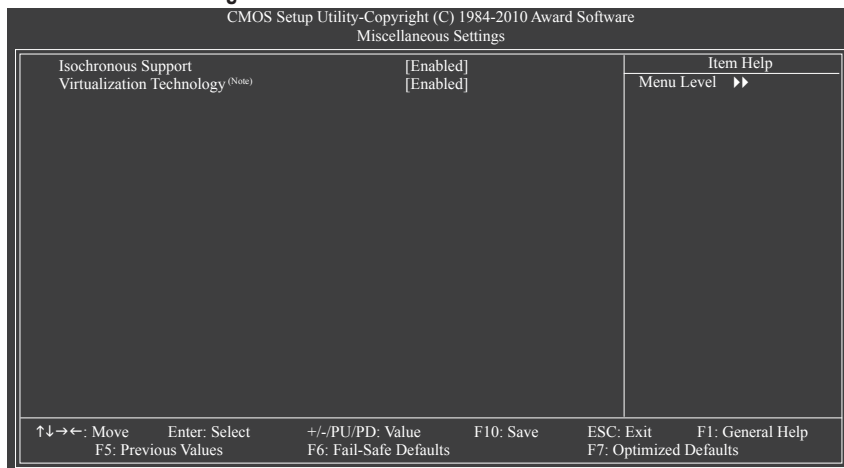 CMOS Setup Utility-Copyright (C) 1984-2010 Award Software
Miscellaneous Settings
Isochronous Support [Enabled]
Virtualization Technology (Note) [Enabled]
Item Help
Menu Level ▶▶
↑↓→←: Move Enter: Select +/-/PU/PD: Value F10: Save ESC: Exit F1: General Help
F5: Previous Values F6: Fail-Safe Defaults F7: Optimized Defaults